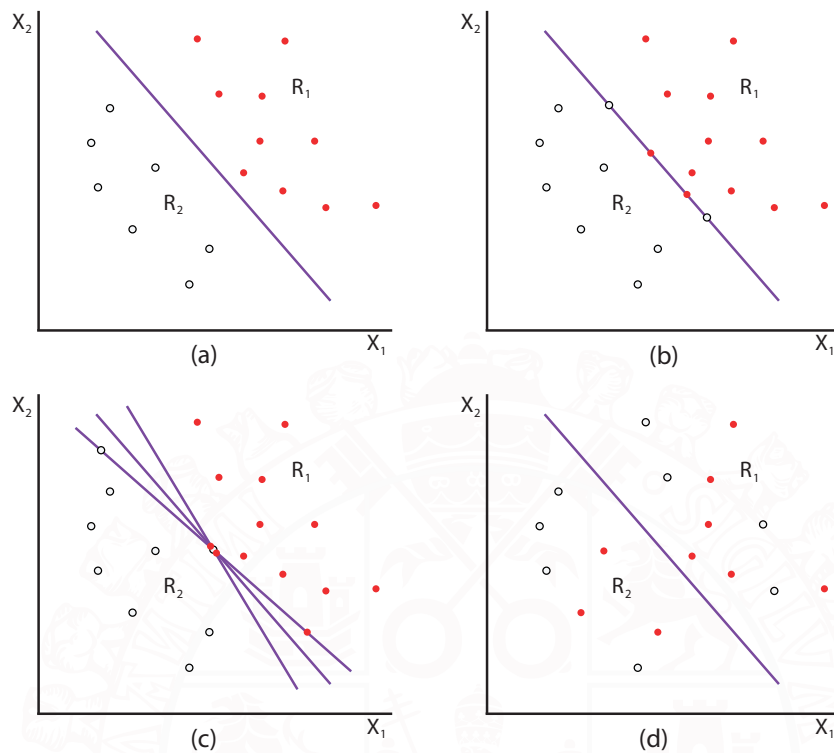 X₂
R₁
R₂
X₁
(a)
X₂
R₁
R₂
X₁
(b)
X₂
R₁
R₂
X₁
(c)
X₂
R₁
R₂
X₁
(d)